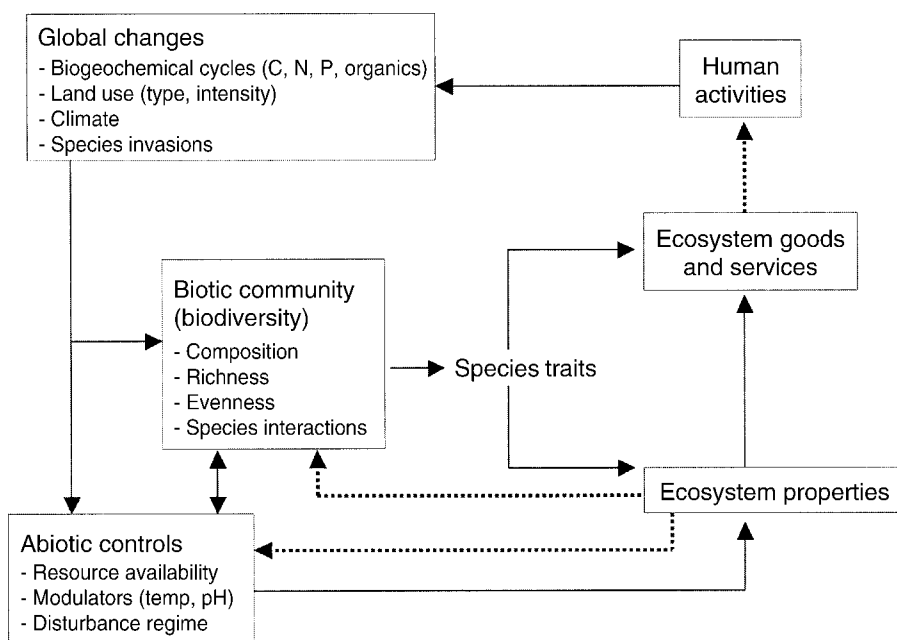 Global changes
- Biogeochemical cycles (C, N, P, organics)
- Land use (type, intensity)
- Climate
- Species invasions
Human
activities
Ecosystem goods
and services
Biotic community
(biodiversity)
- Composition
- Richness
- Evenness
- Species interactions
Species traits
Ecosystem properties
Abiotic controls
- Resource availability
- Modulators (temp, pH)
- Disturbance regime